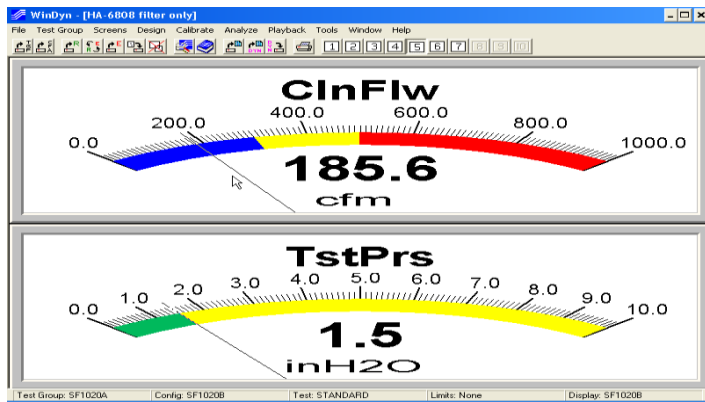 WinDyn - [HA-6808 filter only]
File Test Group Screens Design Calibrate Analyze Playback Tools Window Help
1 2 3 4 5 6 7 8 9 10
ClnFlw
0.0 200.0 400.0 600.0 800.0 1000.0
185.6
cfm
TstPrs
0.0 1.0 2.0 3.0 4.0 5.0 6.0 7.0 8.0 9.0 10.0
1.5
inH2O
Test Group: SF1020A Config: SF1020B Test: STANDARD Limits: None Display: SF1020B